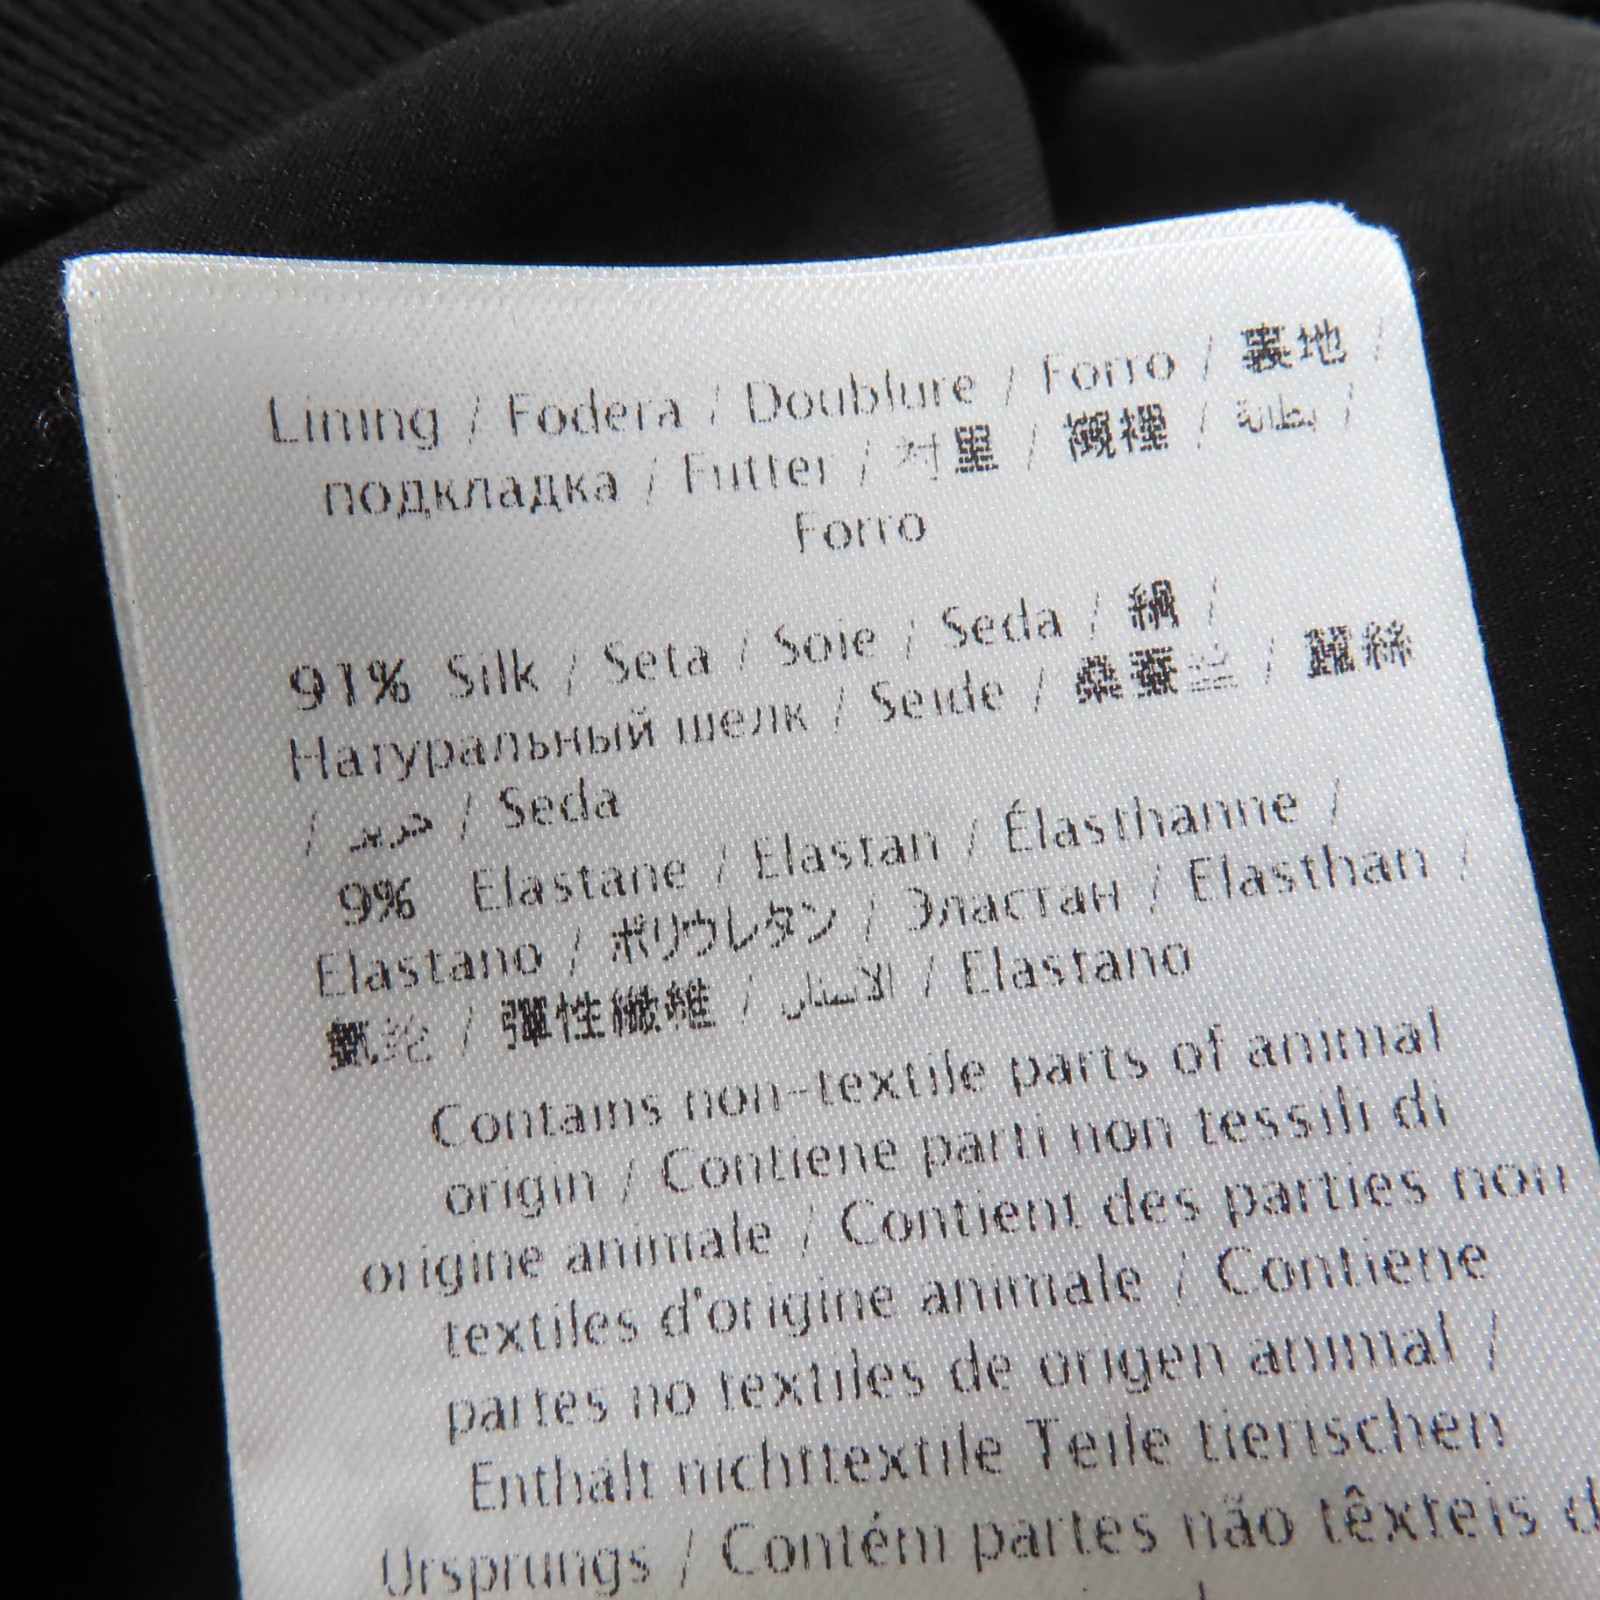 Lining / Fodera / Doublure / Forro / 裏地 /
подкладка / Futter / 衬里 / 襯裡 / بطانة /
Forro
91% Silk / Seta / Soie / Seda / 絹 /
Натуральный шелк / Seide / 桑蚕丝 / 蠶絲
/ حرير / Seda
9% Elastane / Elastan / Élasthanne /
Elastano / ポリウレタン / Эластан / Elasthan /
氨纶 / 彈性纖維 / / Elastano
Contains non-textile parts of animal
origin / Contiene parti non tessili di
origine animale / Contient des parties non
textiles d'origine animale / Contiene
partes no textiles de origen animal /
Enthält nichttextile Teile tierischen
Ursprungs / Contém partes não têxteis d